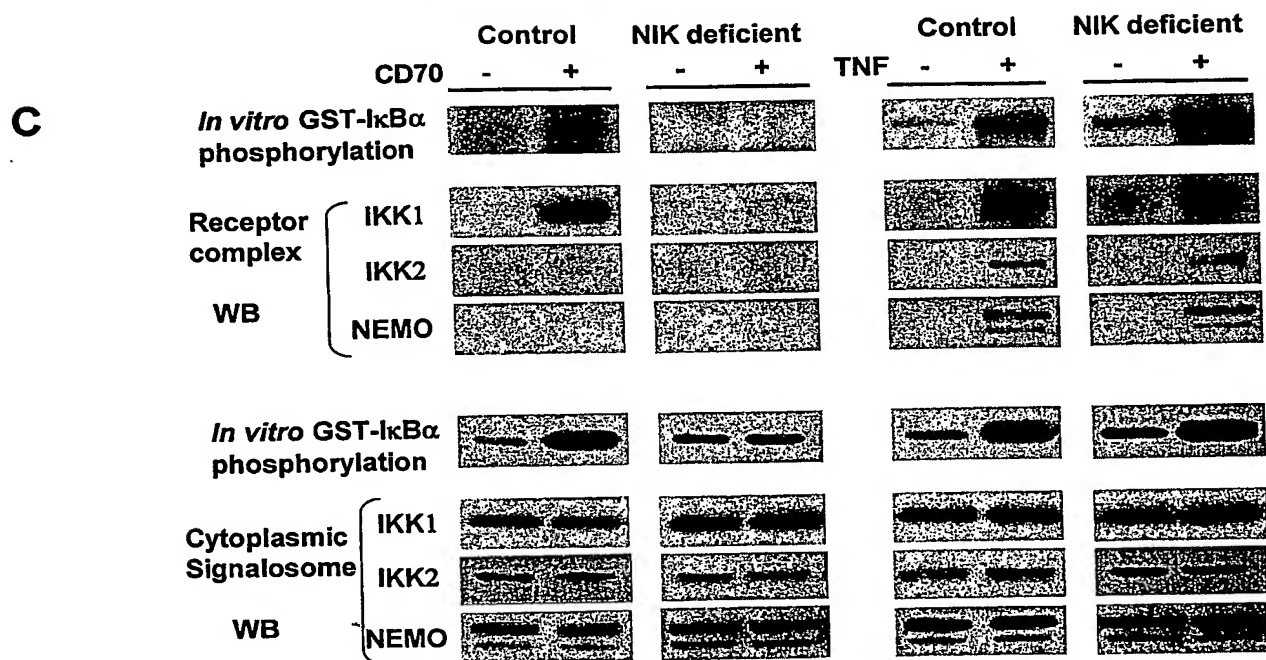 Control NIK deficient Control NIK deficient
CD70 - + - + TNF - + - +
C
In vitro GST-IκBα
phosphorylation
Receptor
complex
WB
IKK1
IKK2
NEMO
In vitro GST-IκBα
phosphorylation
Cytoplasmic
Signalosome
WB
IKK1
IKK2
NEMO